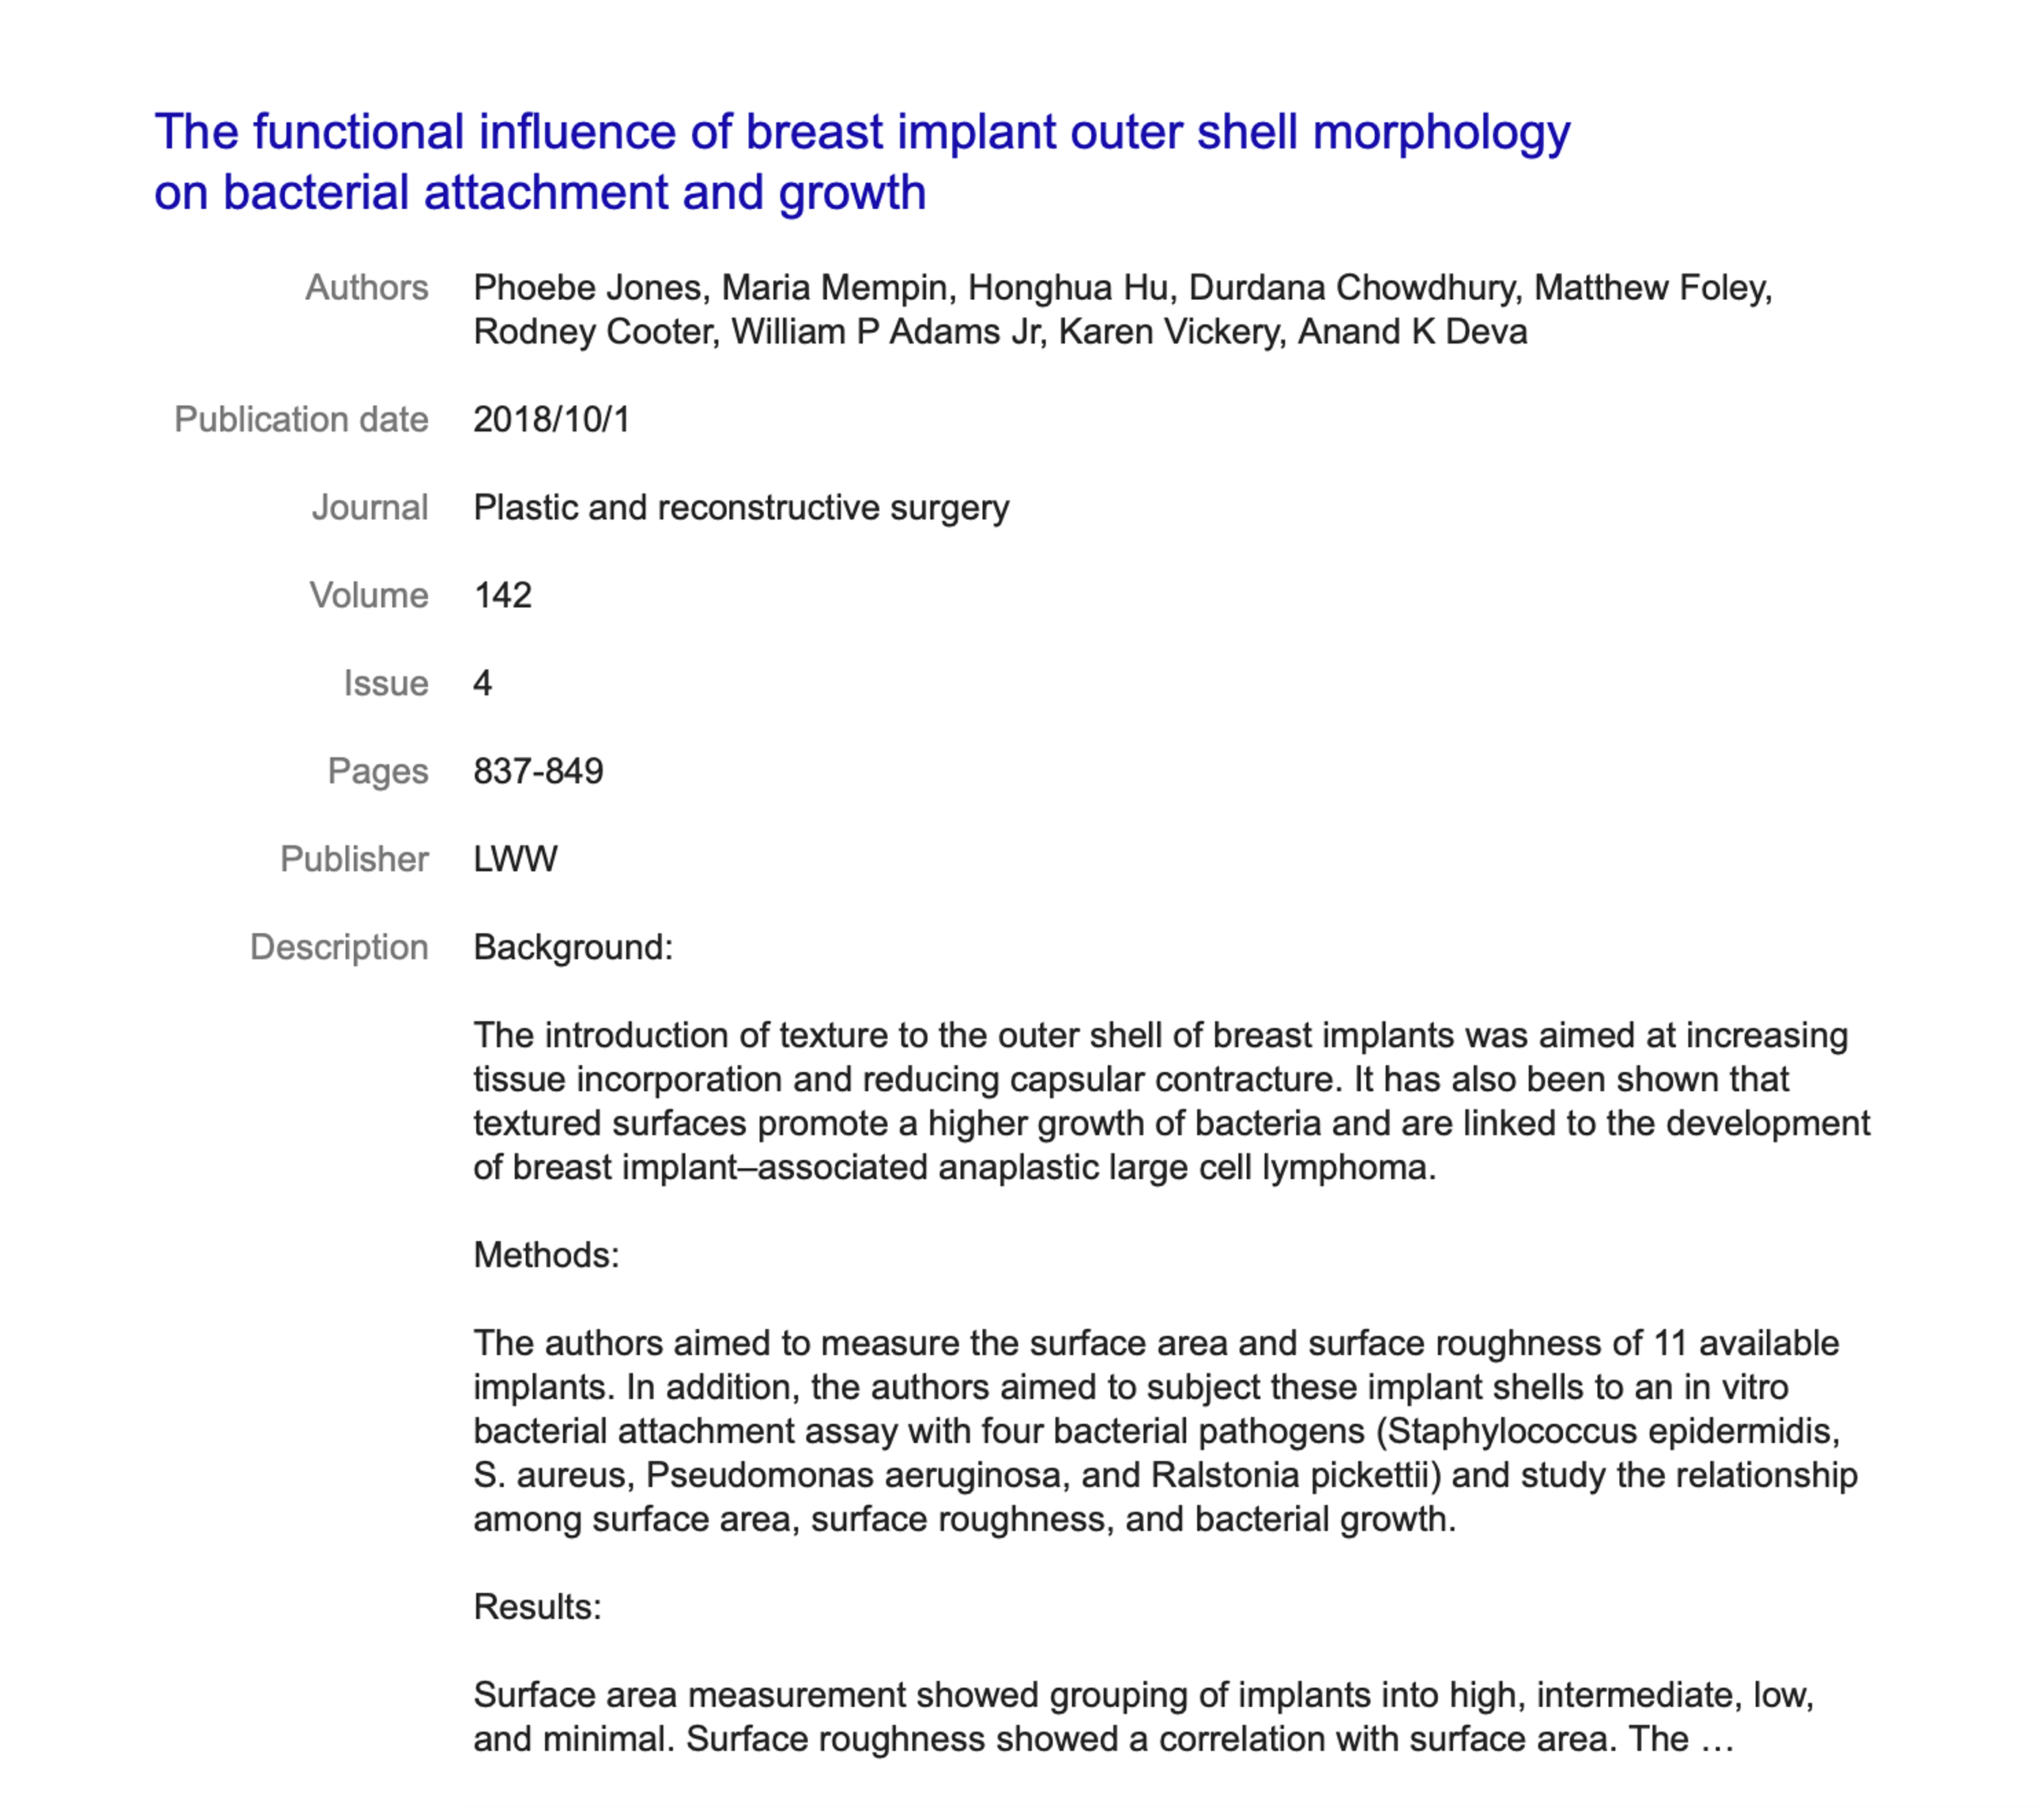 The functional influence of breast implant outer shell morphology
on bacterial attachment and growth
Authors Phoebe Jones, Maria Mempin, Honghua Hu, Durdana Chowdhury, Matthew Foley,
Rodney Cooter, William P Adams Jr, Karen Vickery, Anand K Deva
Publication date 2018/10/1
Journal Plastic and reconstructive surgery
Volume 142
Issue 4
Pages 837-849
Publisher LWW
Description Background:
The introduction of texture to the outer shell of breast implants was aimed at increasing
tissue incorporation and reducing capsular contracture. It has also been shown that
textured surfaces promote a higher growth of bacteria and are linked to the development
of breast implant–associated anaplastic large cell lymphoma.
Methods:
The authors aimed to measure the surface area and surface roughness of 11 available
implants. In addition, the authors aimed to subject these implant shells to an in vitro
bacterial attachment assay with four bacterial pathogens (Staphylococcus epidermidis,
S. aureus, Pseudomonas aeruginosa, and Ralstonia pickettii) and study the relationship
among surface area, surface roughness, and bacterial growth.
Results:
Surface area measurement showed grouping of implants into high, intermediate, low,
and minimal. Surface roughness showed a correlation with surface area. The …